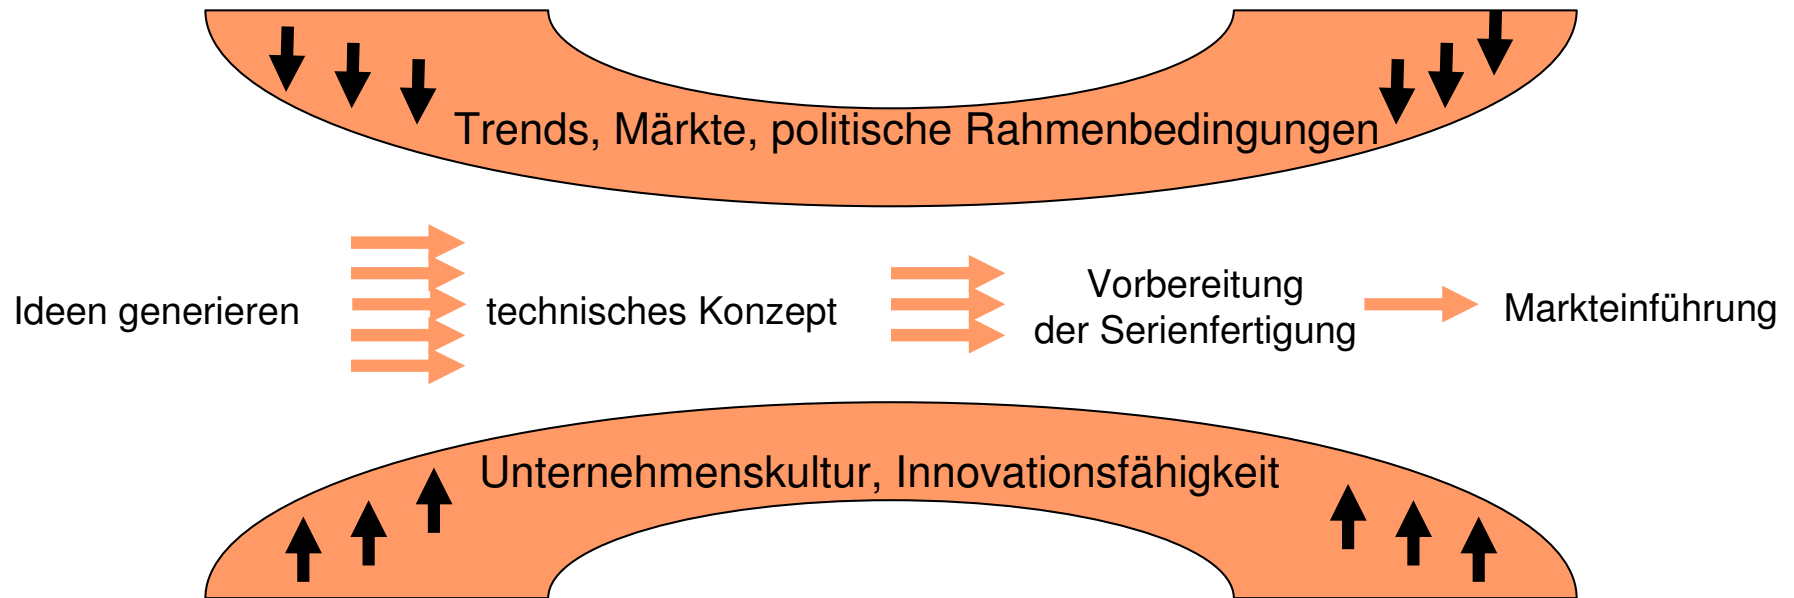 Trends, Märkte, politische Rahmenbedingungen
Ideen generieren
technisches Konzept
Vorbereitung
der Serienfertigung
Markteinführung
Unternehmenskultur, Innovationsfähigkeit